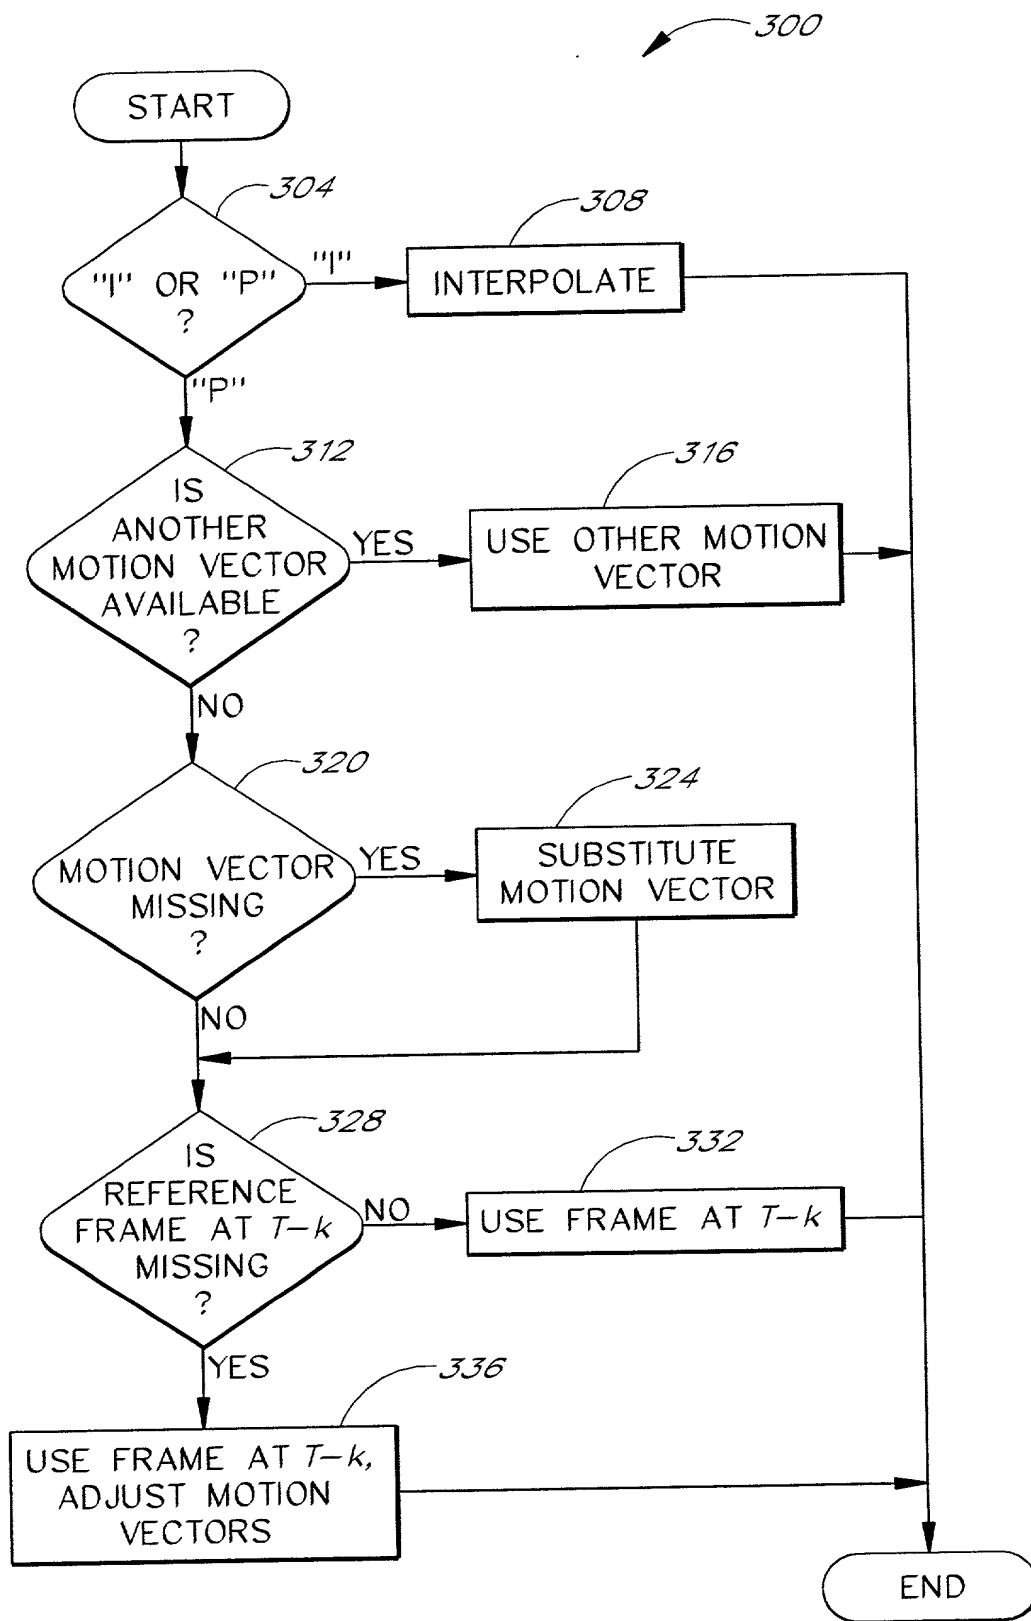 300
START
304
"I" OR "P"
?
"I"
308
INTERPOLATE
"P"
312
IS
ANOTHER
MOTION VECTOR
AVAILABLE
?
YES
316
USE OTHER MOTION
VECTOR
NO
320
MOTION VECTOR
MISSING
?
YES
324
SUBSTITUTE
MOTION VECTOR
NO
328
IS
REFERENCE
FRAME AT T-k
MISSING
?
NO
332
USE FRAME AT T-k
YES
336
USE FRAME AT T-k,
ADJUST MOTION
VECTORS
END